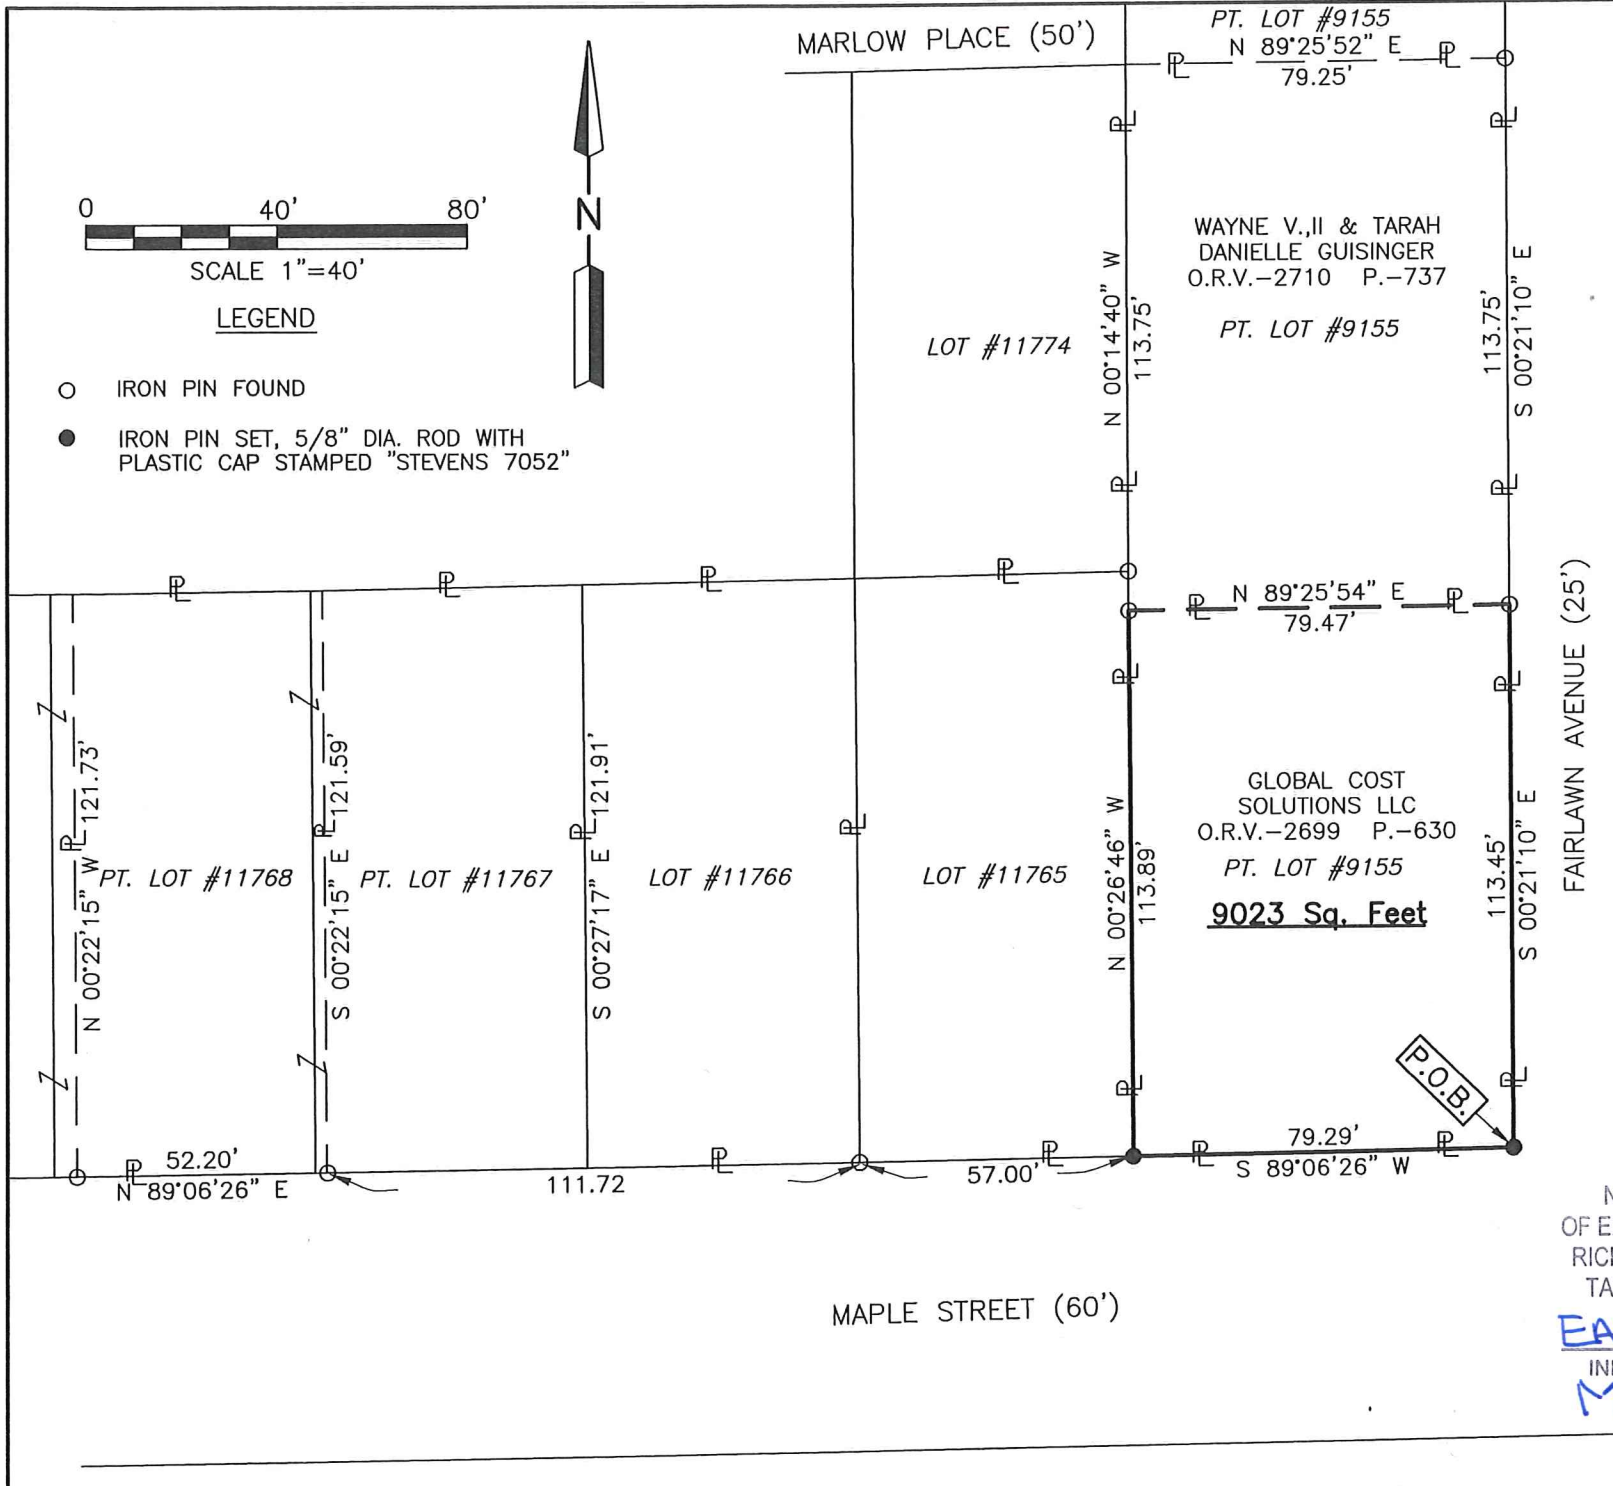 PT. LOT #9155
MARLOW PLACE (50')
N 89°25'52" E
79.25'
0 40' 80'
SCALE 1"=40'
N
LEGEND
IRON PIN FOUND
IRON PIN SET, 5/8" DIA. ROD WITH
PLASTIC CAP STAMPED "STEVENS 7052"
WAYNE V.,II & TARAH
DANIELLE GUISINGER
O.R.V.-2710 P.-737
PT. LOT #9155
LOT #11774
N 00°14'40" W
113.75'
113.75'
S 00°21'10" E
N 89°25'54" E
79.47'
FAIRLAWN AVENUE (25')
121.73'
N 00°22'15" W
121.59'
S 00°22'15" E
121.91'
S 00°27'17" E
PT. LOT #11768
PT. LOT #11767
LOT #11766
LOT #11765
N 00°26'46" W
113.89'
GLOBAL COST
SOLUTIONS LLC
O.R.V.-2699 P.-630
PT. LOT #9155
9023 Sq. Feet
113.45'
S 00°21'10" E
P.O.B.
52.20'
N 89°06'26" E
111.72
57.00'
79.29'
S 89°06'26" W
MAPLE STREET (60')
N
OF E
RIC
TA
EA
IN
M